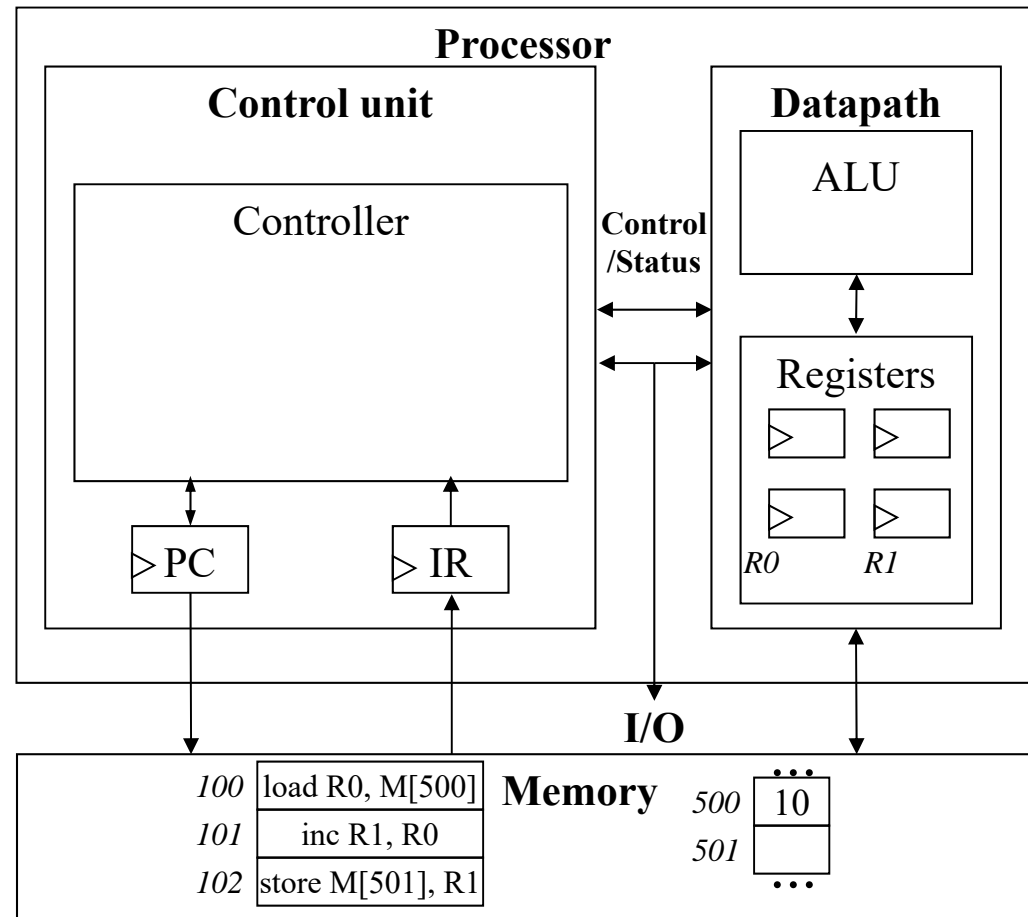 Processor
Control unit
Datapath
ALU
Controller
Control
/Status
Registers
R0
R1
PC
IR
I/O
Memory
100 load R0, M[500]
101 inc R1, R0
102 store M[501], R1
...
500 10
501
...